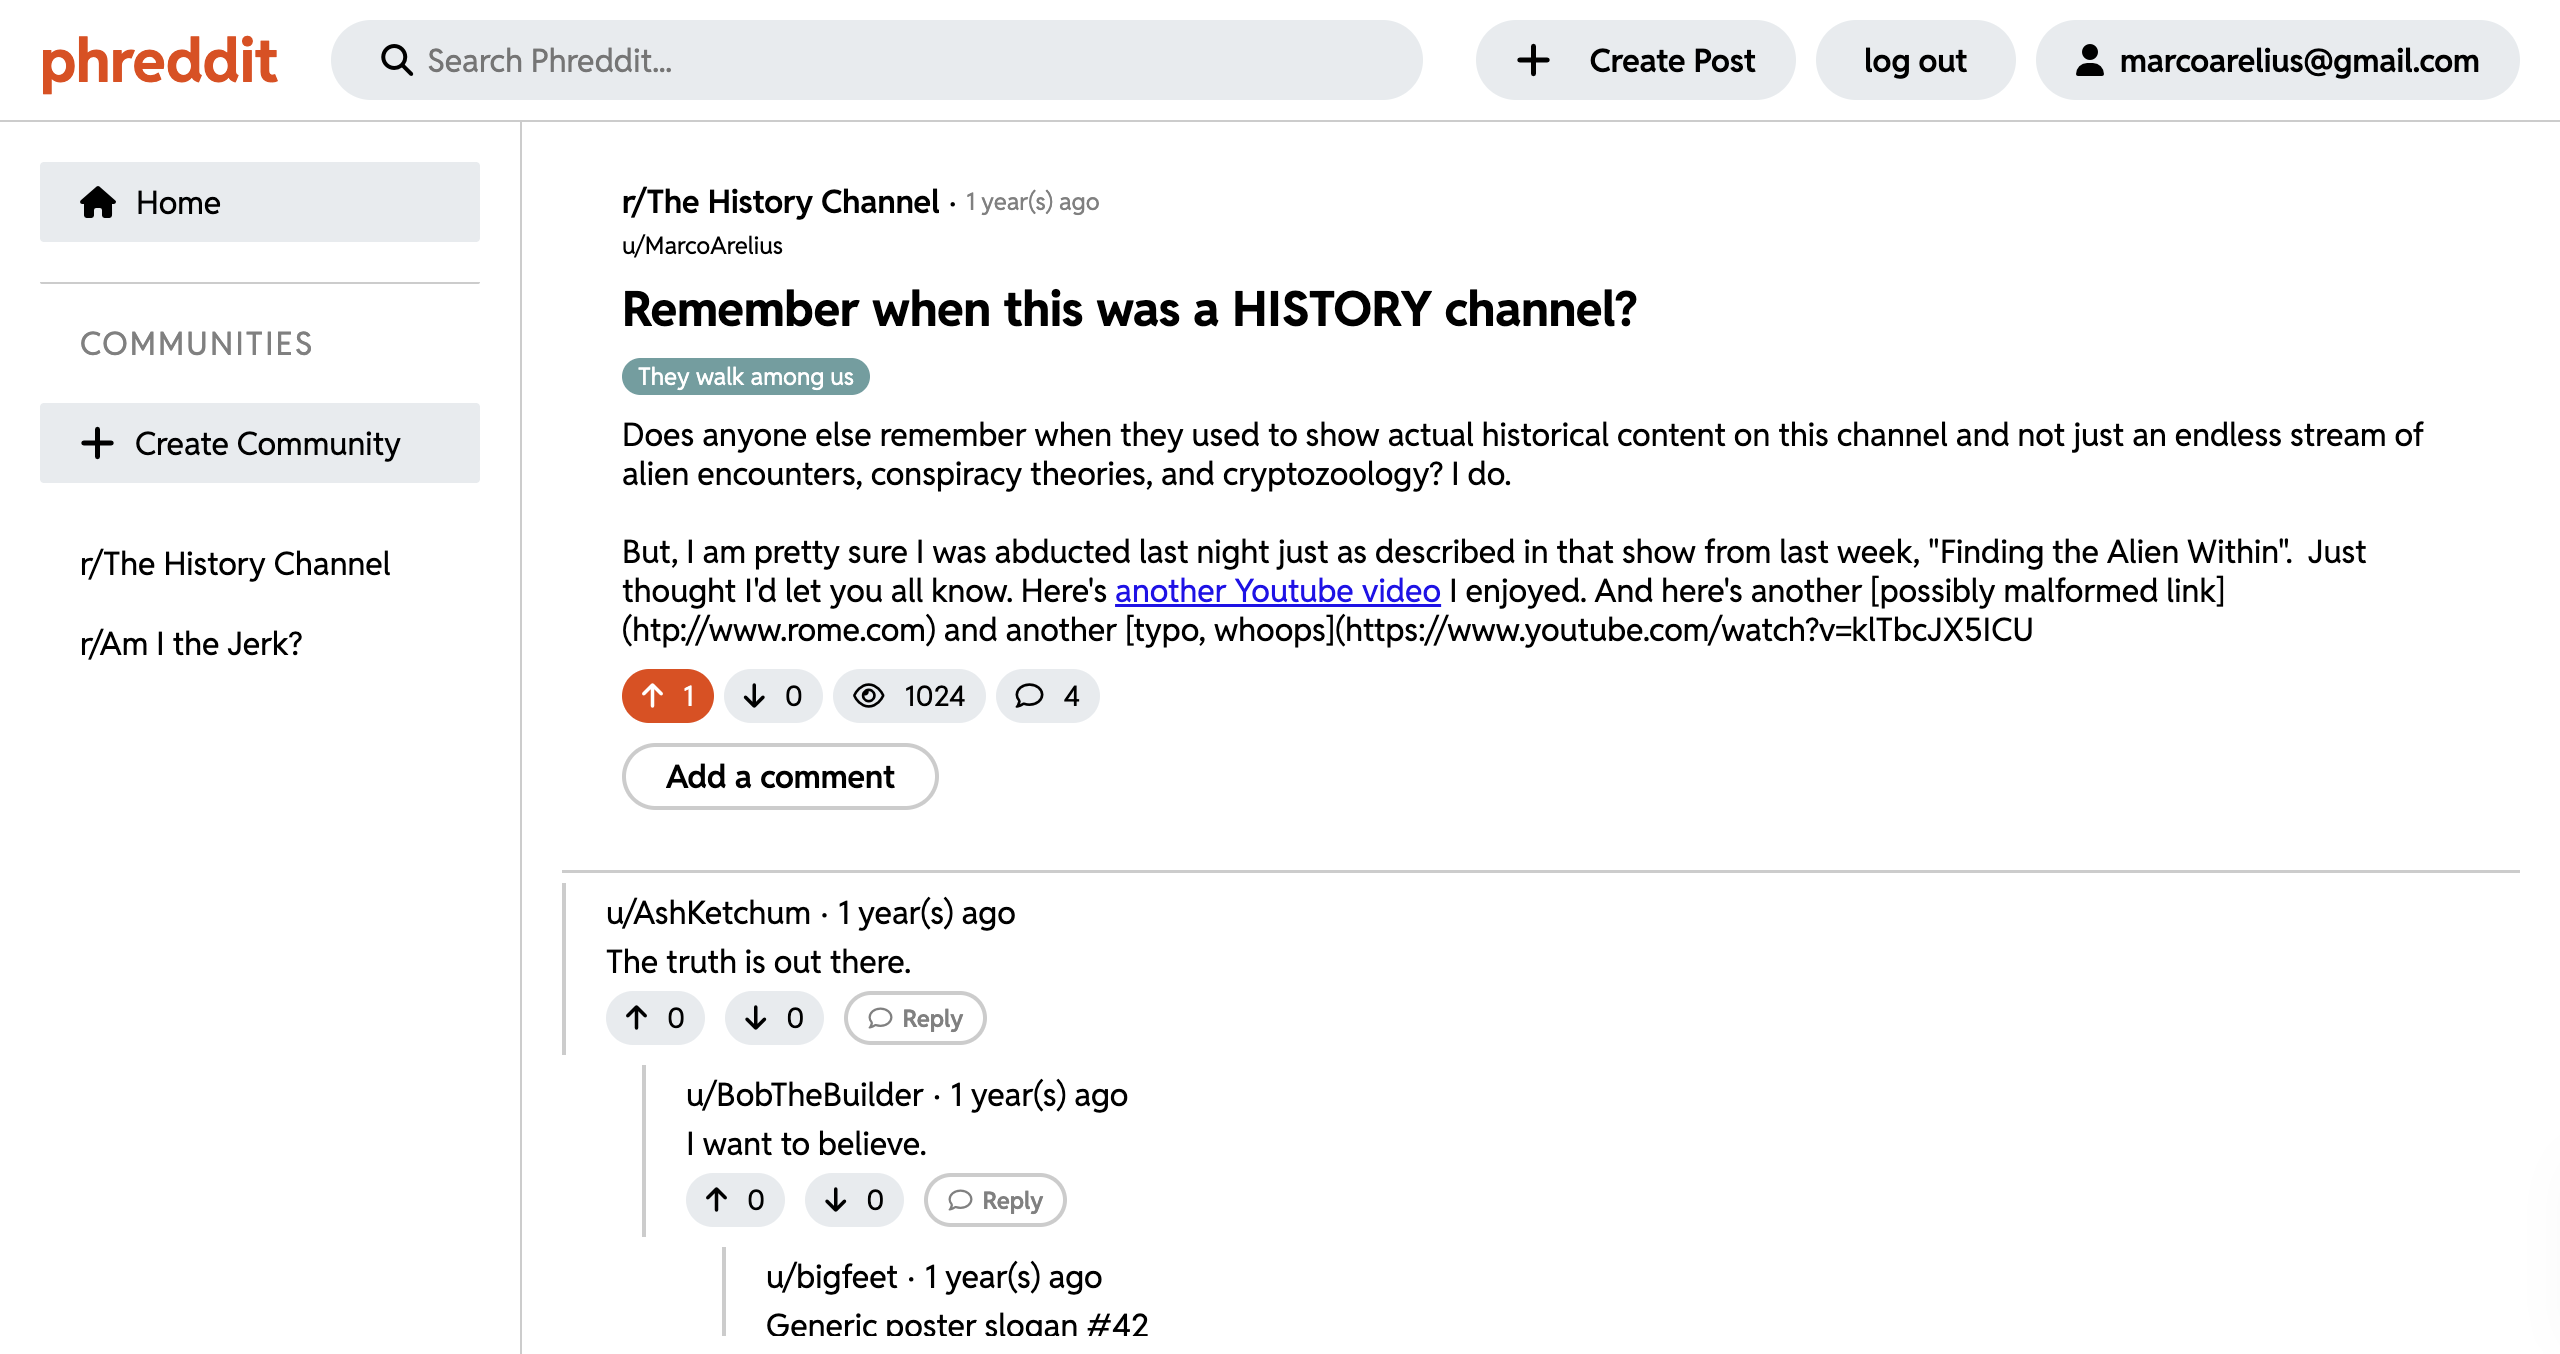 phreddit
Search Phreddit...
Create Post
log out
marcoarelius@gmail.com
Home
COMMUNITIES
Create Community
r/The History Channel
r/Am I the Jerk?
r/The History Channel · 1 year(s) ago
u/MarcoArelius
Remember when this was a HISTORY channel?
They walk among us
Does anyone else remember when they used to show actual historical content on this channel and not just an endless stream of
alien encounters, conspiracy theories, and cryptozoology? I do.
But, I am pretty sure I was abducted last night just as described in that show from last week, "Finding the Alien Within".  Just
thought I'd let you all know. Here's another Youtube video I enjoyed. And here's another [possibly malformed link]
(htp://www.rome.com) and another [typo, whoops](https://www.youtube.com/watch?v=klTbcJX5ICU
1 0 1024 4
Add a comment
u/AshKetchum · 1 year(s) ago
The truth is out there.
0 0 Reply
u/BobTheBuilder · 1 year(s) ago
I want to believe.
0 0 Reply
u/bigfeet · 1 year(s) ago
Generic poster slogan #42